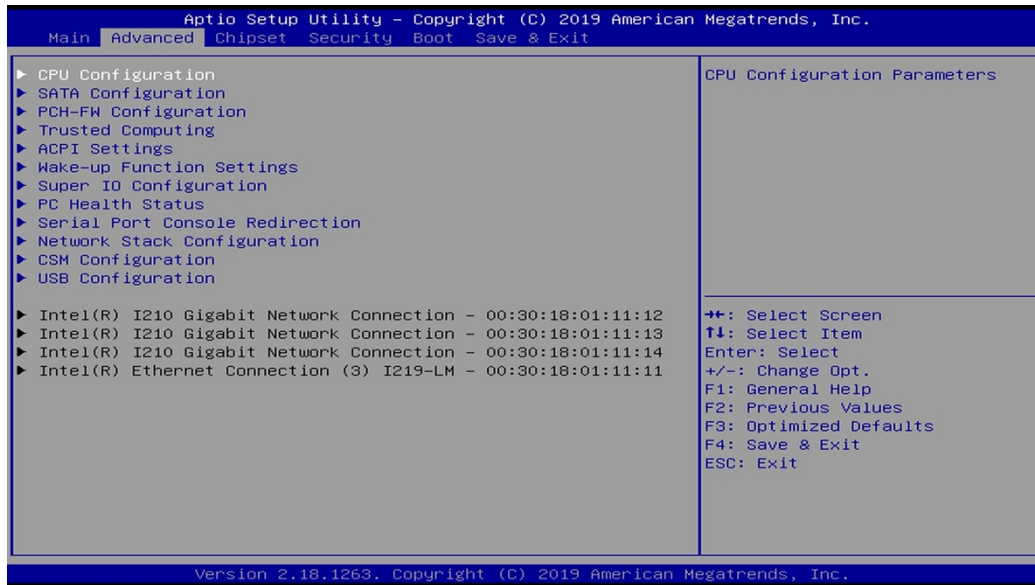 Aptio Setup Utility – Copyright (C) 2019 American Megatrends, Inc.
Main Advanced Chipset Security Boot Save & Exit
► CPU Configuration
► SATA Configuration
► PCH-FW Configuration
► Trusted Computing
► ACPI Settings
► Wake-up Function Settings
► Super IO Configuration
► PC Health Status
► Serial Port Console Redirection
► Network Stack Configuration
► CSM Configuration
► USB Configuration
► Intel(R) I210 Gigabit Network Connection – 00:30:18:01:11:12
► Intel(R) I210 Gigabit Network Connection – 00:30:18:01:11:13
► Intel(R) I210 Gigabit Network Connection – 00:30:18:01:11:14
► Intel(R) Ethernet Connection (3) I219-LM – 00:30:18:01:11:11
CPU Configuration Parameters
→←: Select Screen
↑↓: Select Item
Enter: Select
+/-: Change Opt.
F1: General Help
F2: Previous Values
F3: Optimized Defaults
F4: Save & Exit
ESC: Exit
Version 2.18.1263. Copyright (C) 2019 American Megatrends, Inc.